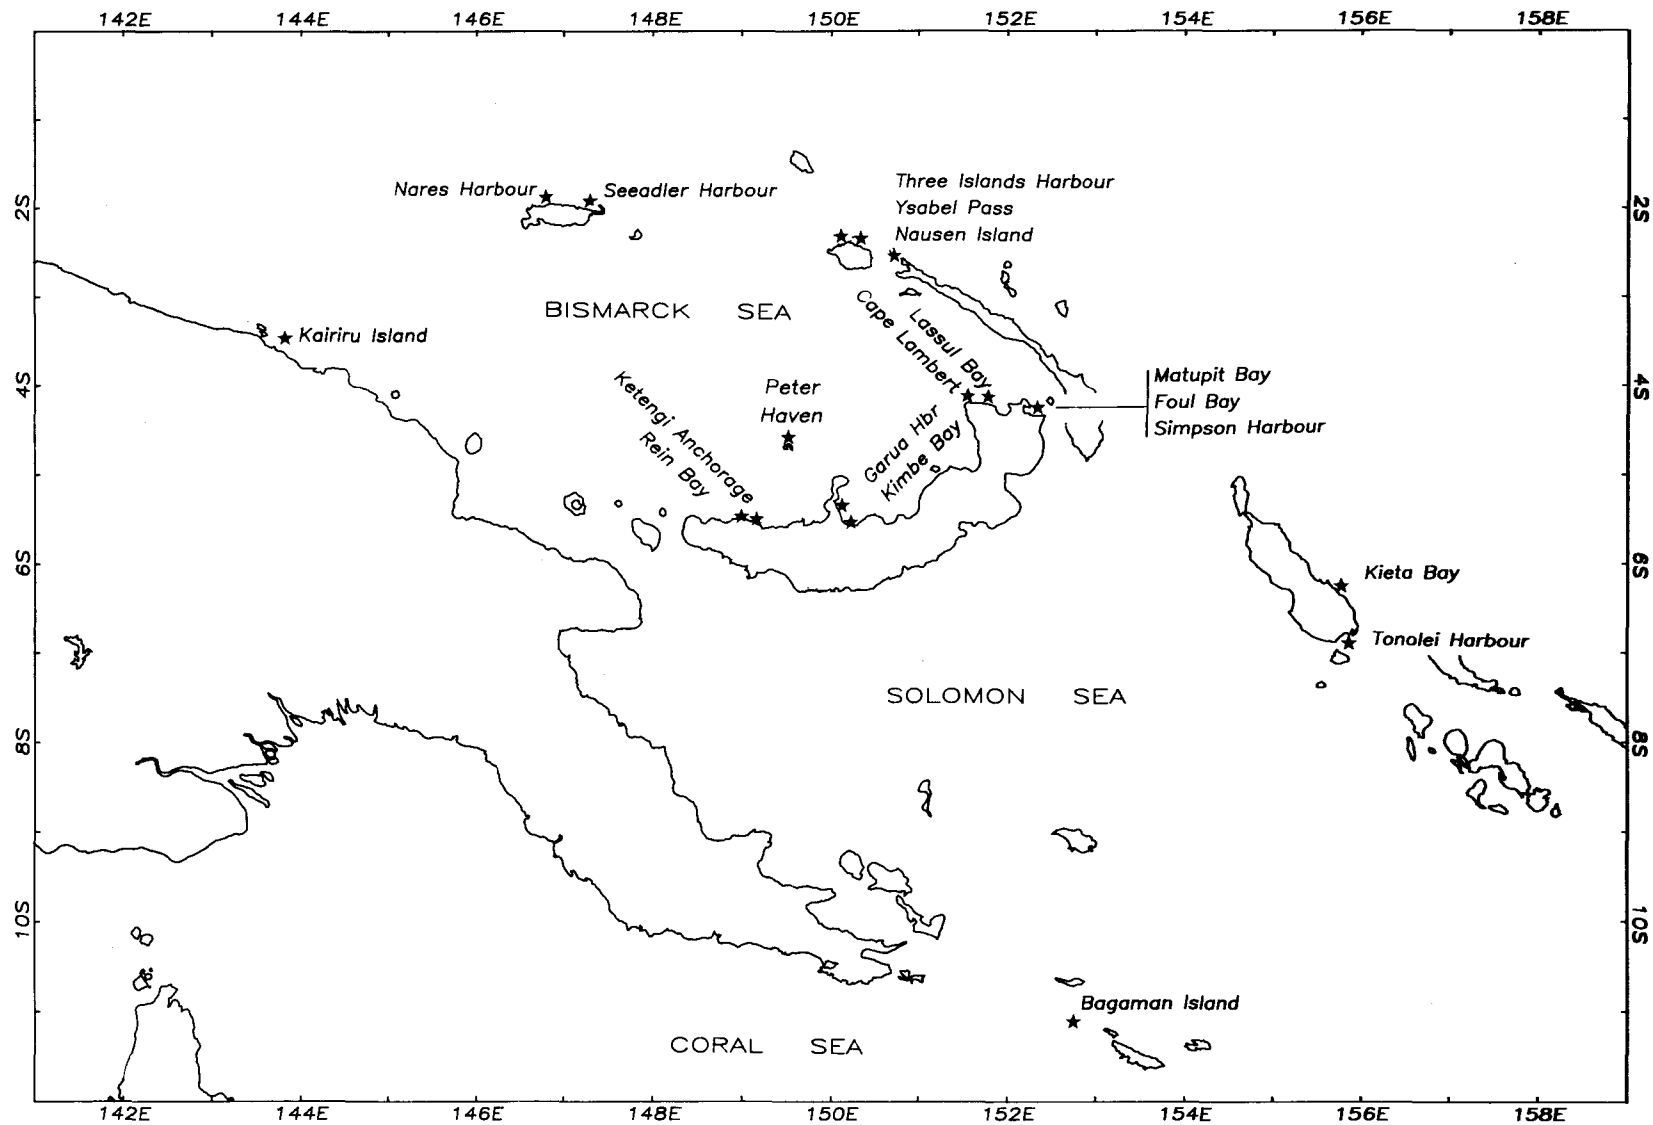 142E 144E 146E 148E 150E 152E 154E 156E 158E
Three Islands Harbour
Ysabel Pass
Nausen Island
Nares Harbour
Seeadler Harbour
2S
2S
BISMARCK SEA
Kairiru Island
Cape Lambert
Lassul Bay
4S
4S
Matupit Bay
Foul Bay
Simpson Harbour
Peter
Haven
Ketengi Anchorage
Rein Bay
Garua Hbr
Kimbe Bay
6S
6S
Kieta Bay
Tonolei Harbour
SOLOMON SEA
8S
8S
10S
10S
Bagaman Island
CORAL SEA
142E 144E 146E 148E 150E 152E 154E 156E 158E